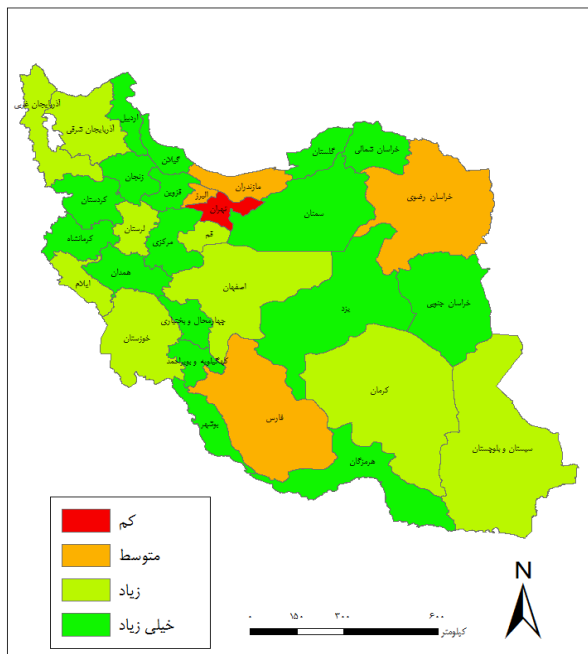 آذربایجان غربی
آذربایجان شرقی
اردبیل
گیلان
زنجان
کردستان
قزوین
کرمانشاه
لرستان
مرکزی
همدان
ایلام
خوزستان
مازندران
البرز
تهران
قم
گلستان
خراسان شمالی
خراسان رضوی
سمنان
اصفهان
یزد
خراسان جنوبی
چهارمحال و بختیاری
کهگیلویه و بویراحمد
فارس
بوشهر
کرمان
هرمزگان
سیستان و بلوچستان
کم
متوسط
زیاد
خیلی زیاد
۰ ۱۵۰ ۳۰۰ ۶۰۰
کیلومتر
N